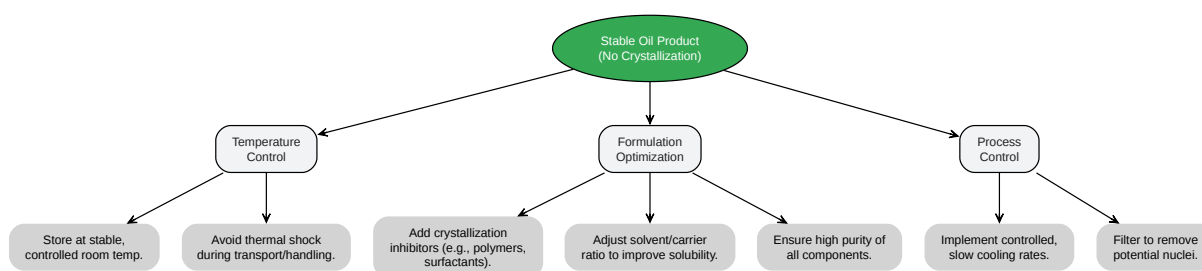 Stable Oil Product
(No Crystallization)
Temperature
Control
Formulation
Optimization
Process
Control
Store at stable,
controlled room temp.
Avoid thermal shock
during transport/handling.
Add crystallization
inhibitors (e.g., polymers,
surfactants).
Adjust solvent/carrier
ratio to improve solubility.
Ensure high purity of
all components.
Implement controlled,
slow cooling rates.
Filter to remove
potential nuclei.